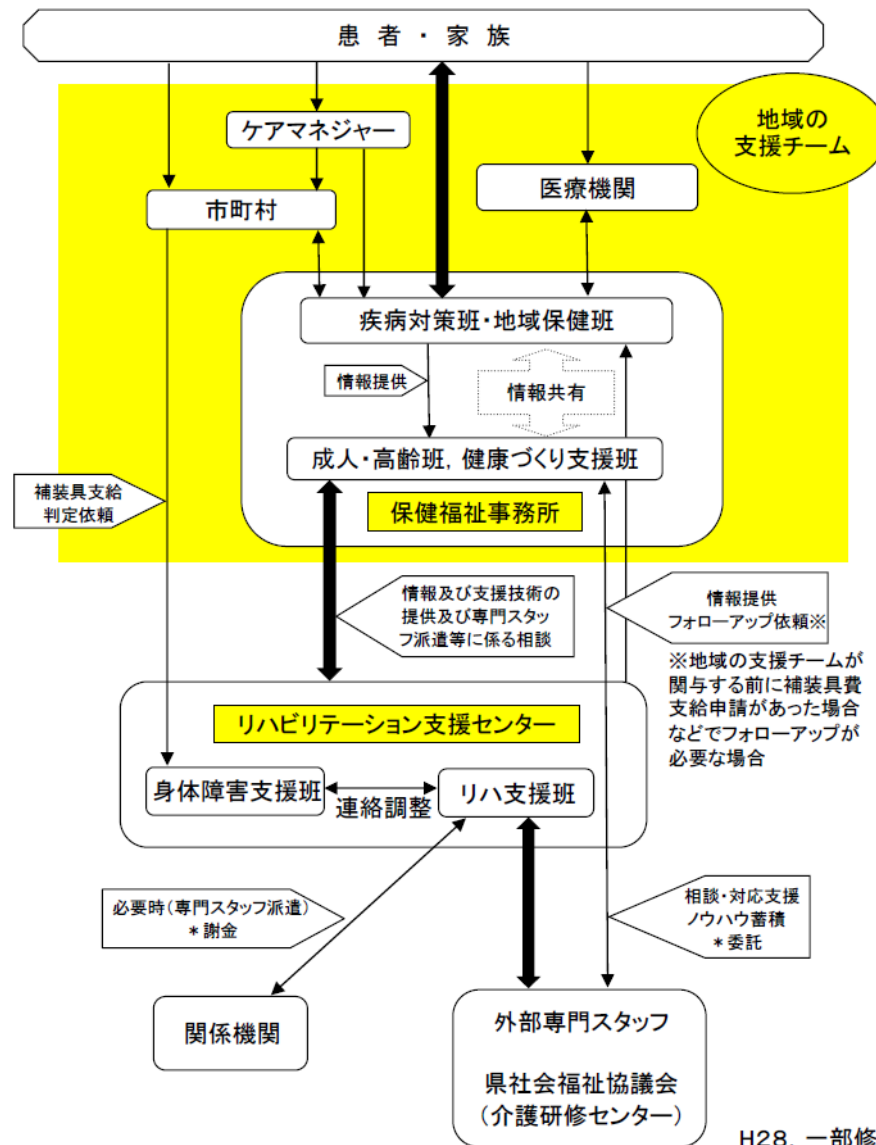 患者・家族
地域の
支援チーム
ケアマネジャー
市町村
医療機関
疾病対策班・地域保健班
情報提供
情報共有
成人・高齢班，健康づくり支援班
保健福祉事務所
補装具支給
判定依頼
情報及び支援技術の
提供及び専門スタッ
フ派遣等に係る相談
情報提供
フォローアップ依頼※
※地域の支援チームが
関与する前に補装具費
支給申請があった場合
などでフォローアップが
必要な場合
リハビリテーション支援センター
身体障害支援班
連絡調整
リハ支援班
必要時（専門スタッフ派遣）
＊謝金
相談・対応支援
ノウハウ蓄積
＊委託
関係機関
外部専門スタッフ
県社会福祉協議会
（介護研修センター）
H28．一部修